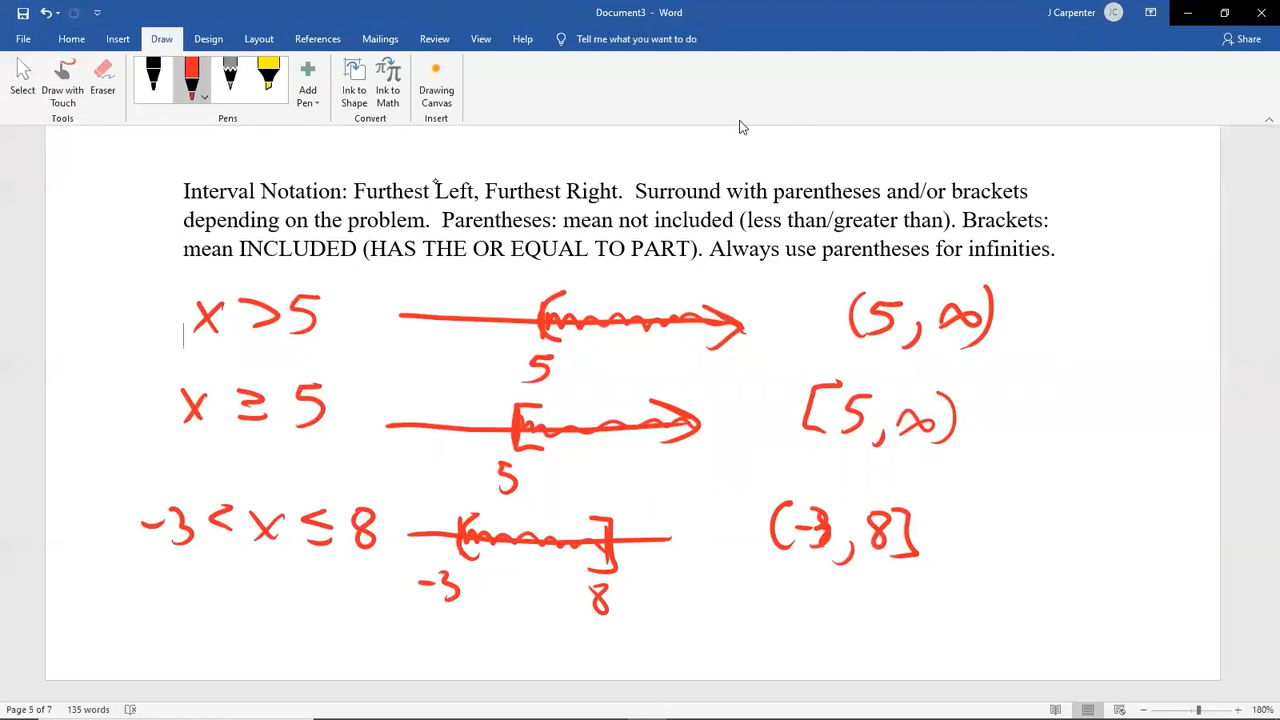 Document3 - Word
J Carpenter JC
File Home Insert Draw Design Layout References Mailings Review View Help Tell me what you want to do Share
Select Draw with Touch Eraser Add Pen Ink to Shape Ink to Math Drawing Canvas
Tools Pens Convert Insert
Interval Notation: Furthest Left, Furthest Right.  Surround with parentheses and/or brackets
depending on the problem.  Parentheses: mean not included (less than/greater than). Brackets:
mean INCLUDED (HAS THE OR EQUAL TO PART). Always use parentheses for infinities.
x > 5 (5, ∞)
5
x ≥ 5 [5, ∞)
5
-3 < x ≤ 8 (-3, 8]
-3 8
Page 5 of 7 135 words 180%